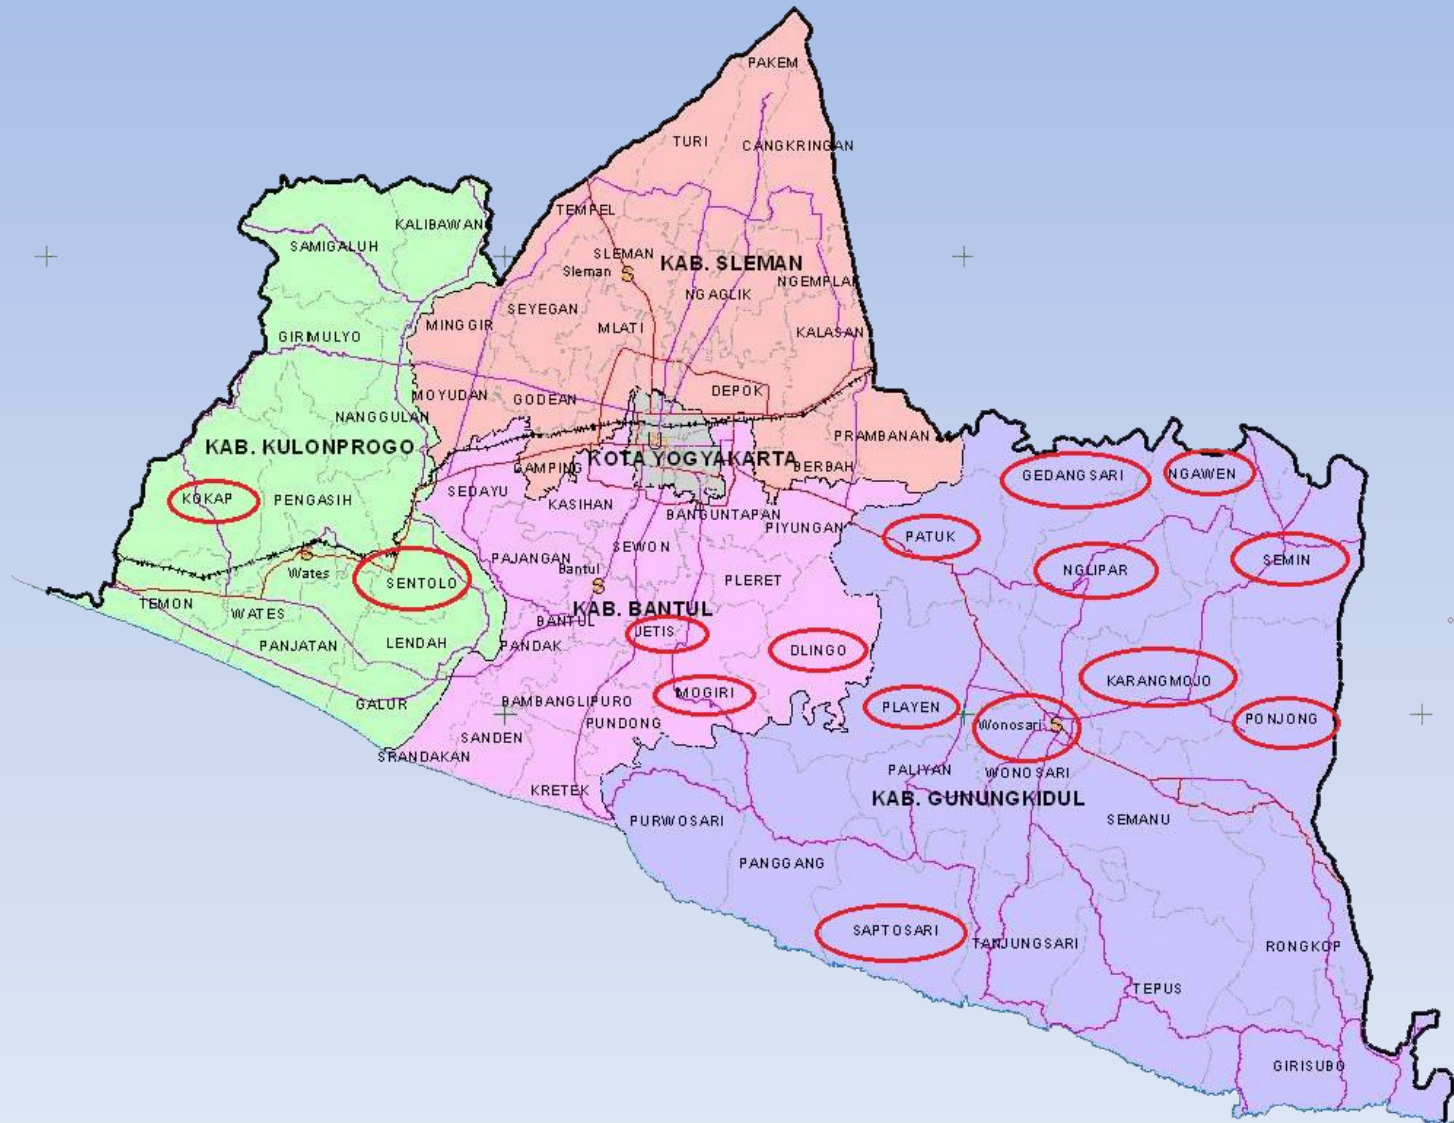 PAKEM
TURI
CANGKRINGAN
TEMPEL
KALIBAWANG
SAMIGALUH
SLEMAN
KAB. SLEMAN
Sleman
S
NGEMPLAK
NGAGLIK
SEYEGAN
MINGGIR
MLATI
KALASAN
GIRIMULYO
DEPOK
MOYUDAN
GODEAN
NANGGULAN
PRAMBANAN
KAB. KULONPROGO
U
KOTA YOGYAKARTA
GAMPING
BERBAH
GEDANGSARI
NGAWEN
SEDAYU
KOKAP
PENGASIH
KASIHAN
BANGUNTAPAN
PIYUNGAN
PATUK
SEWON
PAJANGAN
SEMIN
Bantul
S
NGLIPAR
S
Wates
SENTOLO
PLERET
TEMON
WATES
KAB. BANTUL
BANTUL
JETIS
PANJATAN
LENDAH
PANDAK
DLINGO
KARANGMOJO
MOGIRI
BAMBANGLIPURO
GALUR
PLAYEN
PONJONG
PUNDONG
Wonosari
S
SANDEN
SRANDAKAN
PALIYAN
WONOSARI
KRETEK
KAB. GUNUNGKIDUL
PURWOSARI
SEMANU
PANGGANG
SAPTOSARI
TANJUNGSARI
RONGKOP
TEPUS
GIRISUBO